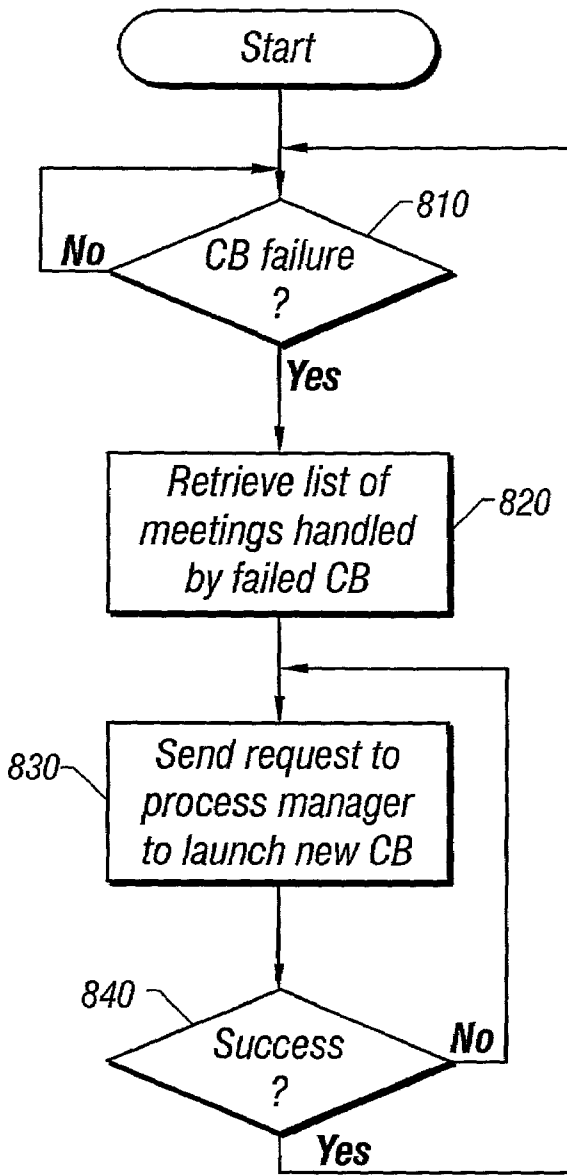 Start
810
No
CB failure
?
Yes
Retrieve list of
meetings handled
by failed CB
820
830
Send request to
process manager
to launch new CB
840
Success
?
No
Yes